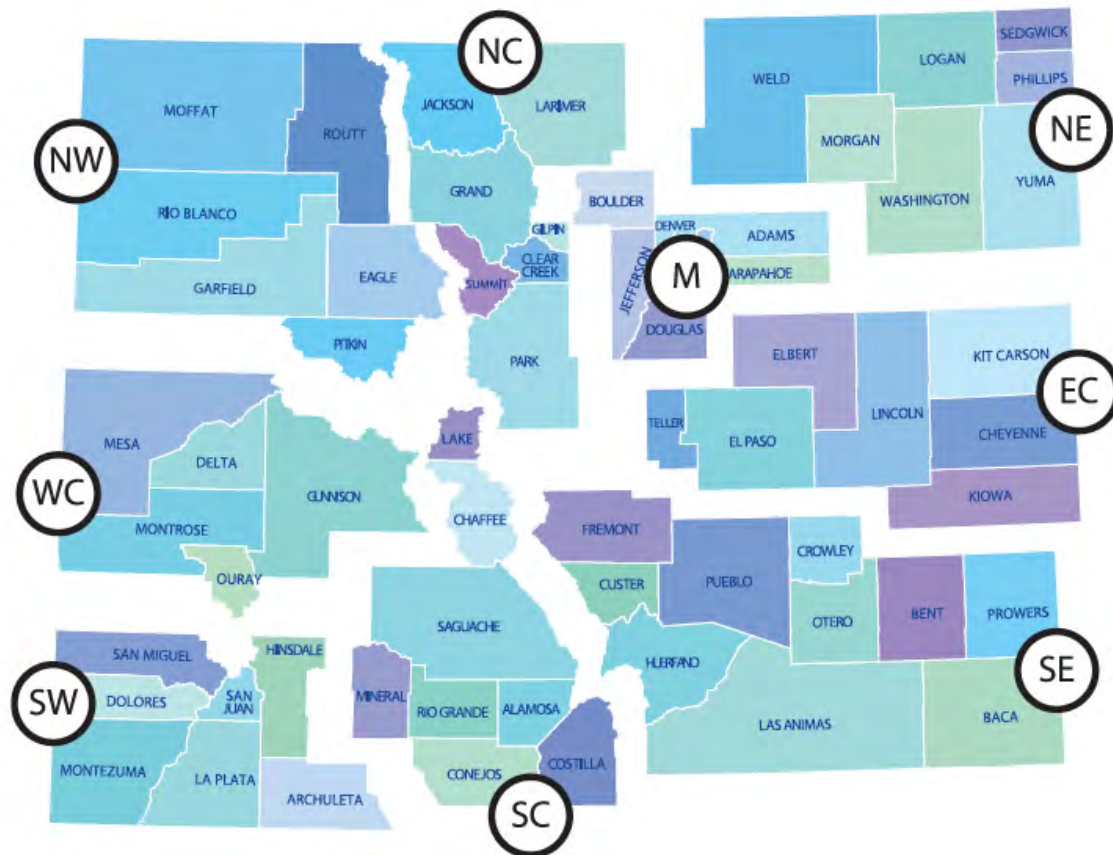 NW
MOFFAT
ROUTT
RIO BLANCO
GARFIELD
EAGLE
PITKIN
NC
JACKSON
LARIMER
GRAND
GILPIN
CLEAR
CREEK
SUMMIT
PARK
LAKE
CHAFFEE
M
BOULDER
DENVER
ADAMS
ARAPAHOE
JEFFERSON
DOUGLAS
NE
WELD
LOGAN
SEDGWICK
PHILLIPS
MORGAN
WASHINGTON
YUMA
EC
ELBERT
KIT CARSON
LINCOLN
TELLER
EL PASO
CHEYENNE
KIOWA
WC
MESA
DELTA
GUNNISON
MONTROSE
OURAY
SW
SAN MIGUEL
DOLORES
SAN
JUAN
HINSDALE
MONTEZUMA
LA PLATA
ARCHULETA
SC
SAGUACHE
MINERAL
RIO GRANDE
ALAMOSA
CONEJOS
COSTILLA
SE
FREMONT
CUSTER
PUEBLO
CROWLEY
OTERO
BENT
PROWERS
HUERFANO
LAS ANIMAS
BACA